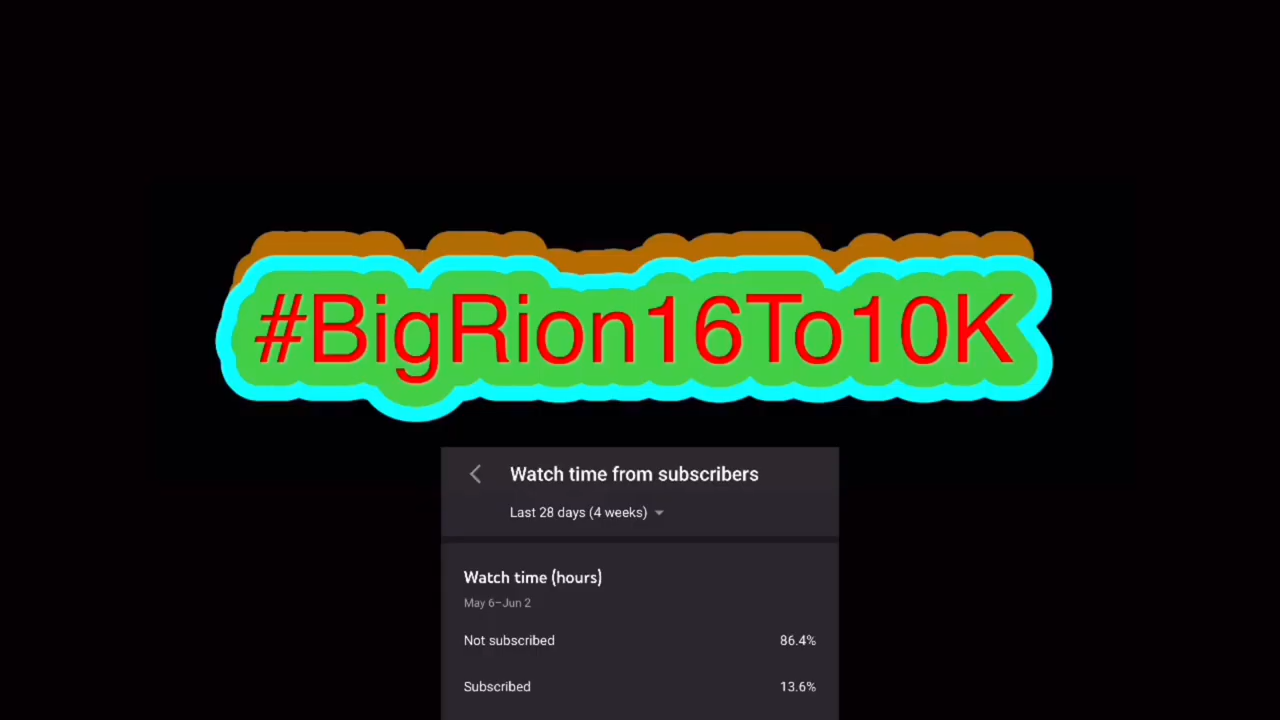 #BigRion16To10K
Watch time from subscribers
Last 28 days (4 weeks)
Watch time (hours)
May 6–Jun 2
Not subscribed 86.4%
Subscribed 13.6%